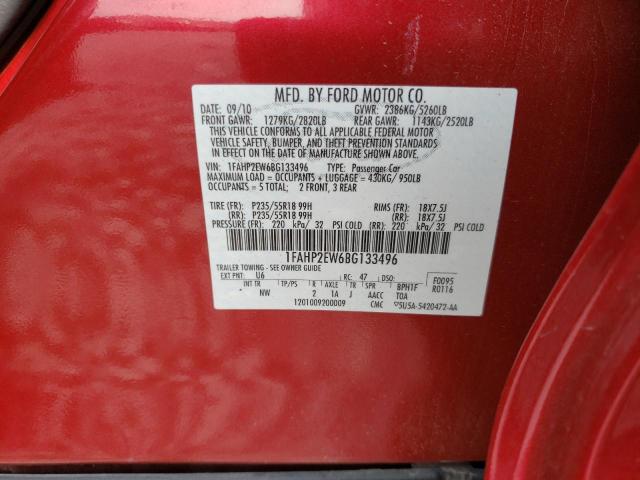 MFD. BY FORD MOTOR CO.
DATE: 09/10 GVWR: 2386KG/5260LB
FRONT GAWR: 1279KG/2820LB REAR GAWR: 1143KG/2520LB
THIS VEHICLE CONFORMS TO ALL APPLICABLE FEDERAL MOTOR
VEHICLE SAFETY, BUMPER, AND THEFT PREVENTION STANDARDS
IN EFFECT ON THE DATE OF MANUFACTURE SHOWN ABOVE.
VIN: 1FAHP2EW6BG133496 TYPE: Passenger Car
MAXIMUM LOAD = OCCUPANTS + LUGGAGE = 430KG/ 950LB
OCCUPANTS = 5 TOTAL; 2 FRONT, 3 REAR
TIRE (FR): P235/55R18 99H RIMS (FR): 18X7.5J
(RR): P235/55R18 99H (RR): 18X7.5J
PRESSURE (FR): 220 kPa/ 32 PSI COLD (RR): 220 kPa/ 32 PSI COLD
1FAHP2EW6BG133496
TRAILER TOWING - SEE OWNER GUIDE
EXT PNT: U6 RC: 47 DSO: F0095
INT TR TP/PS R AXLE TR SPR BPH1F R0116
NW 2 1A J AACC TOA
1201009200009 CMC 5U5A-5420472-AA